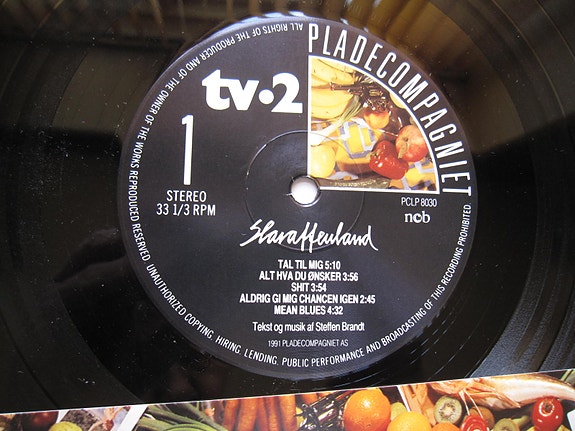 ALL RIGHTS OF THE PRODUCER AND OF THE OWNER OF THE WORKS REPRODUCED RESERVED. UNAUTHORIZED COPYING, HIRING, LENDING, PUBLIC PERFORMANCE AND BROADCASTING OF THIS RECORDING PROHIBITED.
PLADECOMPAGNIET
tv·2
1
STEREO
33 1/3 RPM
PCLP 8030
ncb
Slaraffenland
TAL TIL MIG 5:10
ALT HVA DU ØNSKER 3:56
SHIT 3:54
ALDRIG GI MIG CHANCEN IGEN 2:45
MEAN BLUES 4:32
Tekst og musik af Steffen Brandt
1991 PLADECOMPAGNIET AS